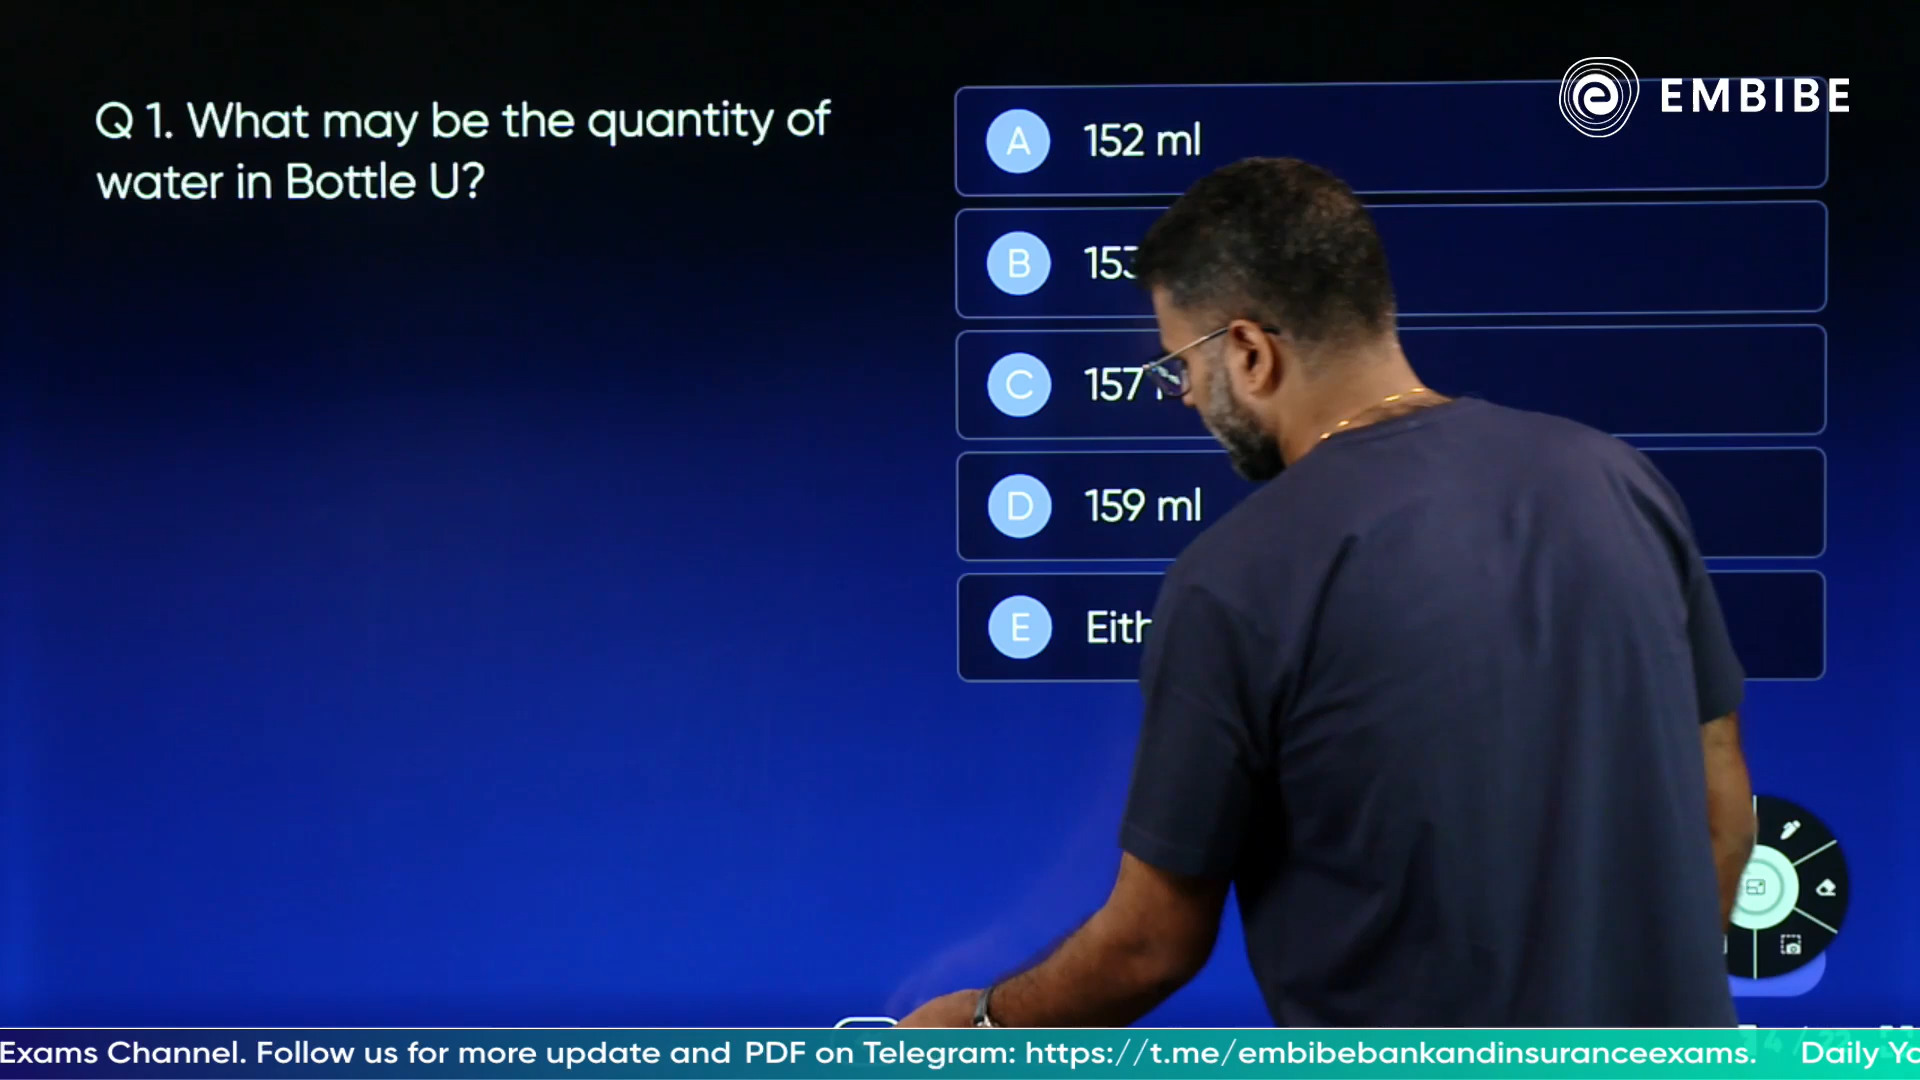 EMBIBE
Q 1. What may be the quantity of
water in Bottle U?
A 152 ml
B
C 157
D 159 ml
E
Exams Channel. Follow us for more update and PDF on Telegram: https://t.me/embibebankandinsuranceexams. Daily